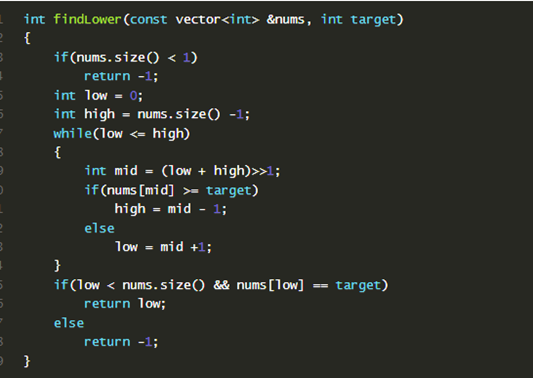 int findLower(const vector<int> &nums, int target)
{
    if(nums.size() < 1)
        return -1;
    int low = 0;
    int high = nums.size() -1;
    while(low <= high)
    {
        int mid = (low + high)>>1;
        if(nums[mid] >= target)
            high = mid - 1;
        else
            low = mid +1;
    }
    if(low < nums.size() && nums[low] == target)
        return low;
    else
        return -1;
}